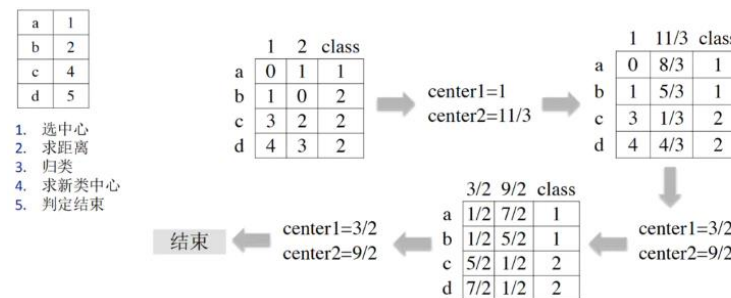 a 1
b 2
c 4
d 5
1. 选中心
2. 求距离
3. 归类
4. 求新类中心
5. 判定结束
1 2 class
a 0 1 1
b 1 0 2
c 3 2 2
d 4 3 2
center1=1
center2=11/3
1 11/3 class
a 0 8/3 1
b 1 5/3 1
c 3 1/3 2
d 4 4/3 2
center1=3/2
center2=9/2
3/2 9/2 class
a 1/2 7/2 1
b 1/2 5/2 1
c 5/2 1/2 2
d 7/2 1/2 2
center1=3/2
center2=9/2
结束